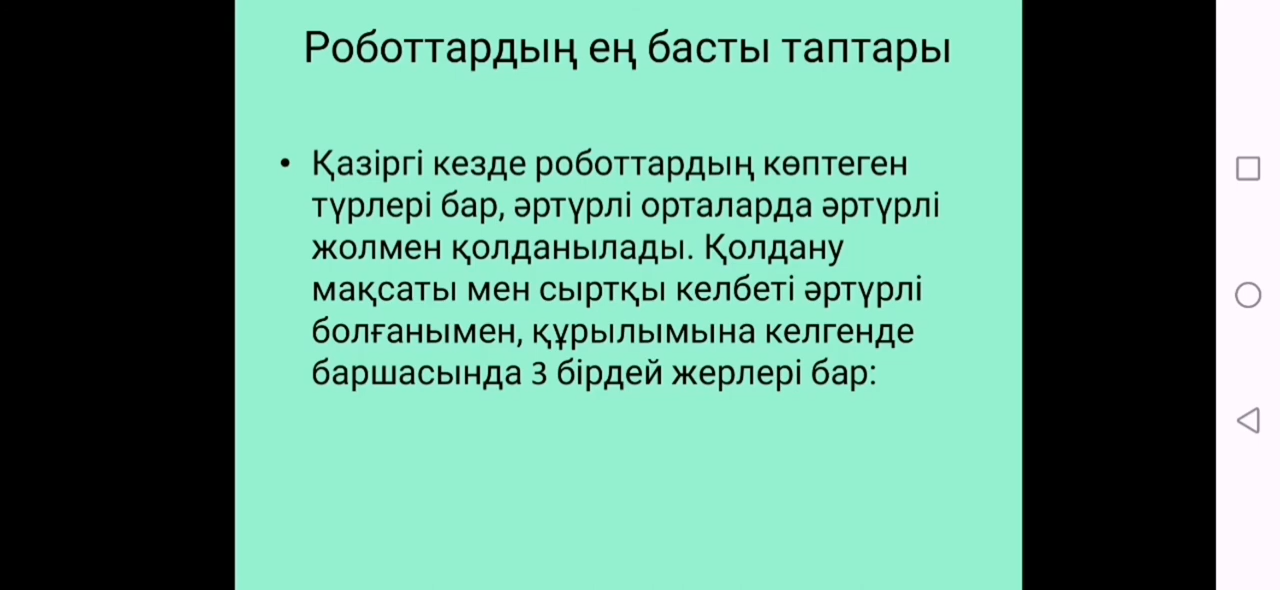 Роботтардың ең басты таптары
• Қазіргі кезде роботтардың көптеген
түрлері бар, әртүрлі орталарда әртүрлі
жолмен қолданылады. Қолдану
мақсаты мен сыртқы келбеті әртүрлі
болғанымен, құрылымына келгенде
баршасында 3 бірдей жерлері бар: